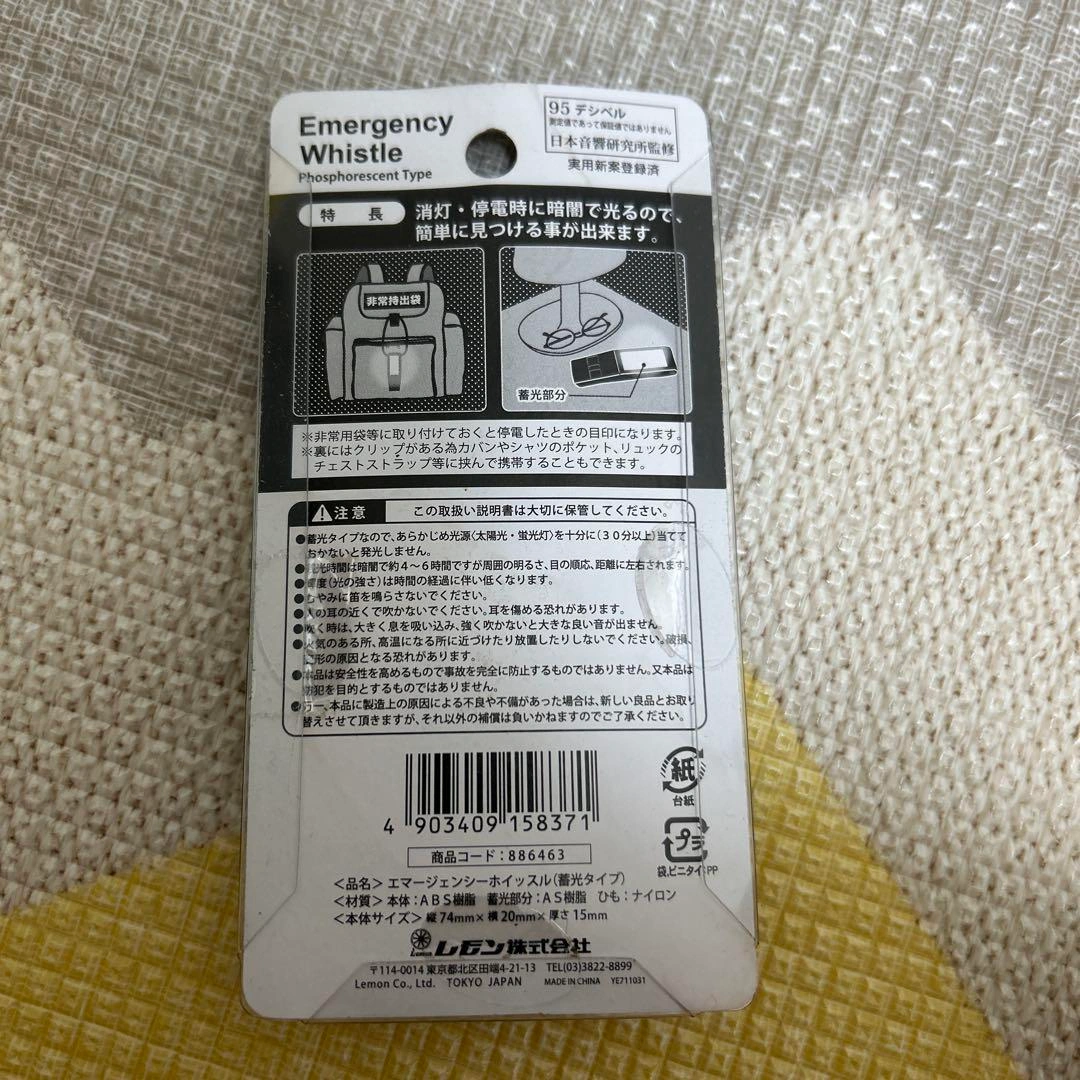 Emergency
Whistle
Phosphorescent Type
95デシベル
測定値であって保証値ではありません
日本音響研究所監修
実用新案登録済
特長
消灯・停電時に暗闇で光るので、
簡単に見つける事が出来ます。
非常持出袋
蓄光部分
※非常用袋等に取り付けておくと停電したときの目印になります。
※裏にはクリップがある為カバンやシャツのポケット、リュックの
チェストストラップ等に挟んで携帯することもできます。
注意
この取扱い説明書は大切に保管してください。
●蓄光タイプなので、あらかじめ光源(太陽光・蛍光灯)を十分に(30分以上)当てて
おかないと発光しません。
●発光時間は暗闇で約4～6時間ですが周囲の明るさ、目の順応、距離に左右されます。
●輝度(光の強さ)は時間の経過に伴い低くなります。
●むやみに笛を鳴らさないでください。
●人の耳の近くで吹かないでください。耳を傷める恐れがあります。
●吹く時は、大きく息を吸い込み、強く吹かないと大きな良い音が出ません。
●火気のある所、高温になる所に近づけたり放置したりしないでください。破損、
変形の原因となる恐れがあります。
●本品は安全性を高めるもので事故を完全に防止するものではありません。又本品は
防犯を目的とするものではありません。
●万一、本品に製造上の原因による不良や不備があった場合は、新しい良品とお取り
替えさせて頂きますが、それ以外の補償は負いかねますのでご了承ください。
4 903409 158371
商品コード:886463
紙
台紙
プラ
袋,ビニタイ:PP
<品名>エマージェンシーホイッスル(蓄光タイプ)
<材質>本体:ABS樹脂 蓄光部分:AS樹脂 ひも:ナイロン
<本体サイズ>縦74mm×横20mm×厚さ15mm
レモン株式会社
〒114-0014 東京都北区田端4-21-13 TEL(03)3822-8899
Lemon Co., Ltd. TOKYO JAPAN MADE IN CHINA YE711031